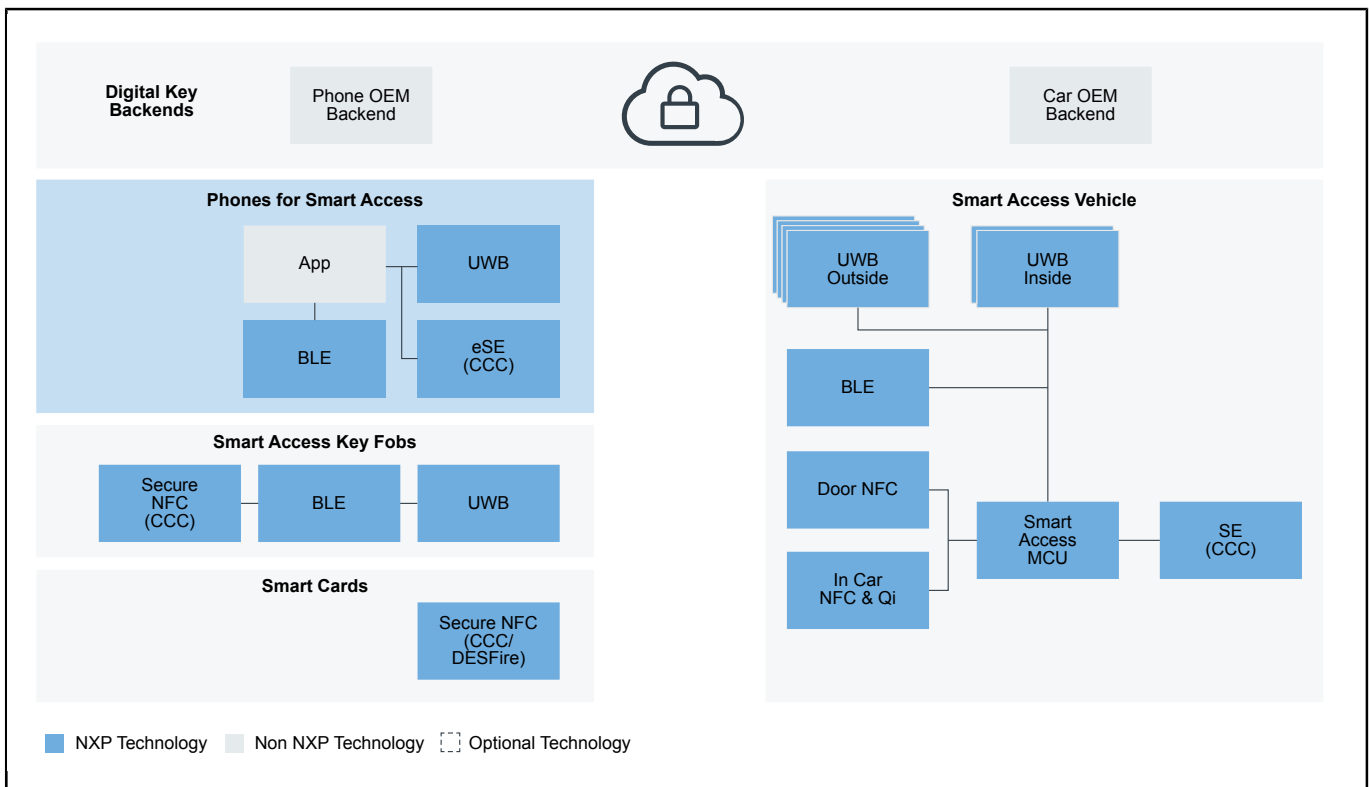 Digital Key
Backends
Phone OEM
Backend
Car OEM
Backend
Phones for Smart Access
App
UWB
BLE
eSE
(CCC)
Smart Access Key Fobs
Secure
NFC
(CCC)
BLE
UWB
Smart Cards
Secure NFC
(CCC/
DESFire)
Smart Access Vehicle
UWB
Outside
UWB
Inside
BLE
Door NFC
In Car
NFC & Qi
Smart
Access
MCU
SE
(CCC)
NXP Technology
Non NXP Technology
Optional Technology